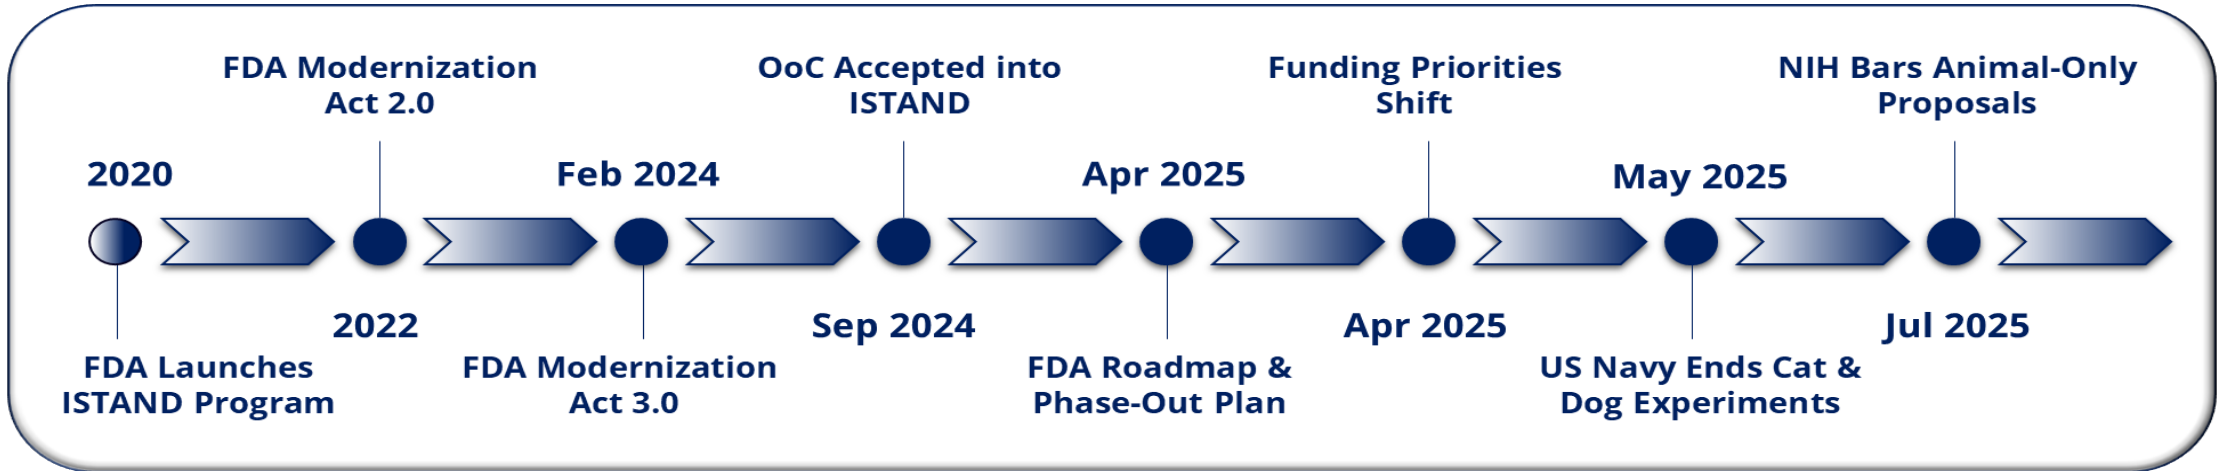 2020
FDA Launches
ISTAND Program
FDA Modernization
Act 2.0
2022
Feb 2024
FDA Modernization
Act 3.0
OoC Accepted into
ISTAND
Sep 2024
Apr 2025
FDA Roadmap &
Phase-Out Plan
Funding Priorities
Shift
Apr 2025
May 2025
US Navy Ends Cat &
Dog Experiments
NIH Bars Animal-Only
Proposals
Jul 2025